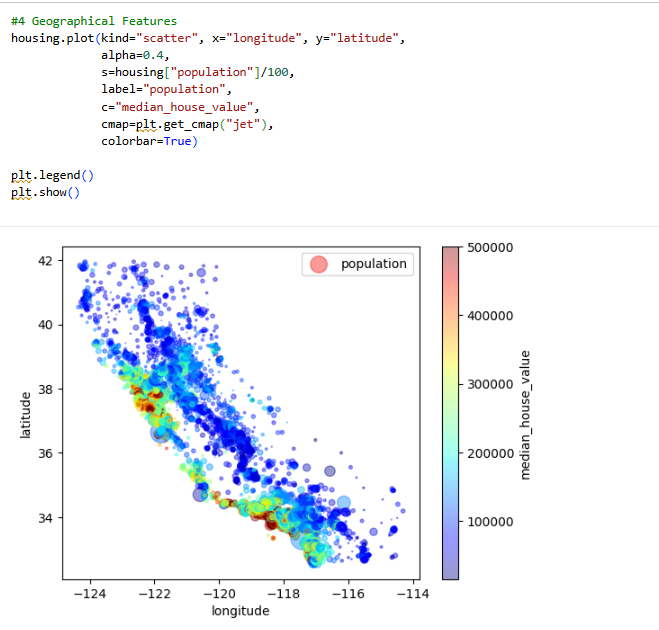 #4 Geographical Features
housing.plot(kind="scatter", x="longitude", y="latitude",
alpha=0.4,
s=housing["population"]/100,
label="population",
c="median_house_value",
cmap=plt.get_cmap("jet"),
colorbar=True)
plt.legend()
plt.show()
population
42
40
38
36
34
latitude
−124
−122
−120
−118
−116
−114
longitude
500000
400000
300000
200000
100000
median_house_value